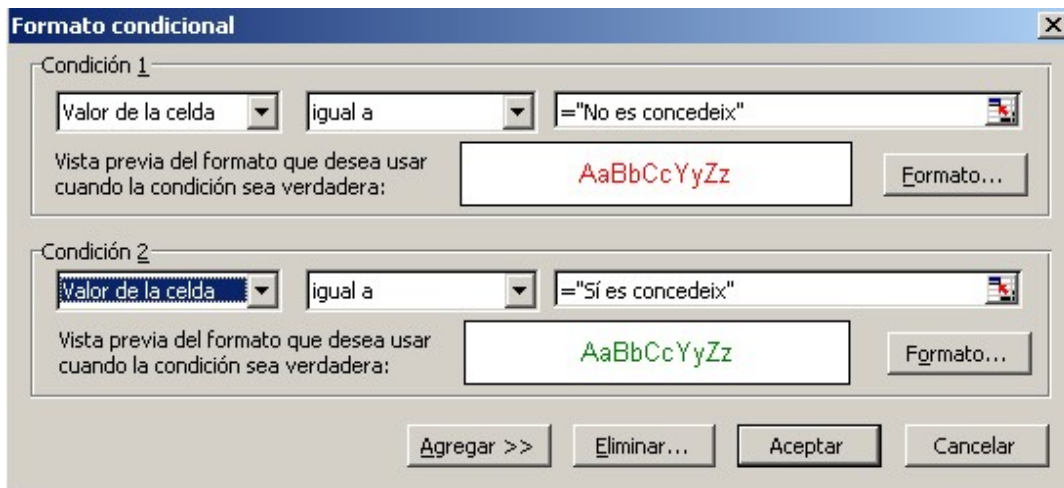 Formato condicional
Condición 1
Valor de la celda igual a ="No es concedeix"
Vista previa del formato que desea usar
cuando la condición sea verdadera:
AaBbCcYyZz
Formato...
Condición 2
Valor de la celda igual a ="Sí es concedeix"
Vista previa del formato que desea usar
cuando la condición sea verdadera:
AaBbCcYyZz
Formato...
Agregar >> Eliminar... Aceptar Cancelar